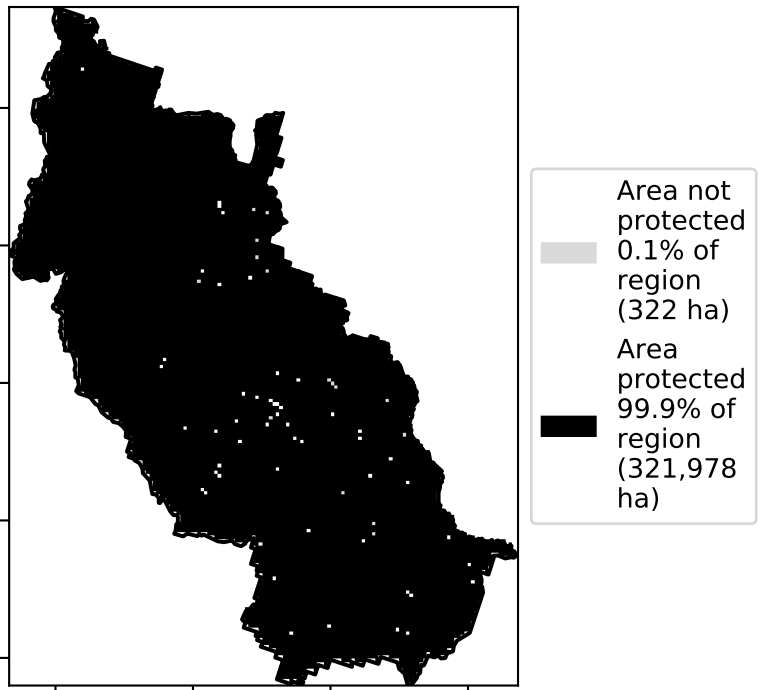 Area not
protected
0.1% of
region
(322 ha)
Area
protected
99.9% of
region
(321,978
ha)